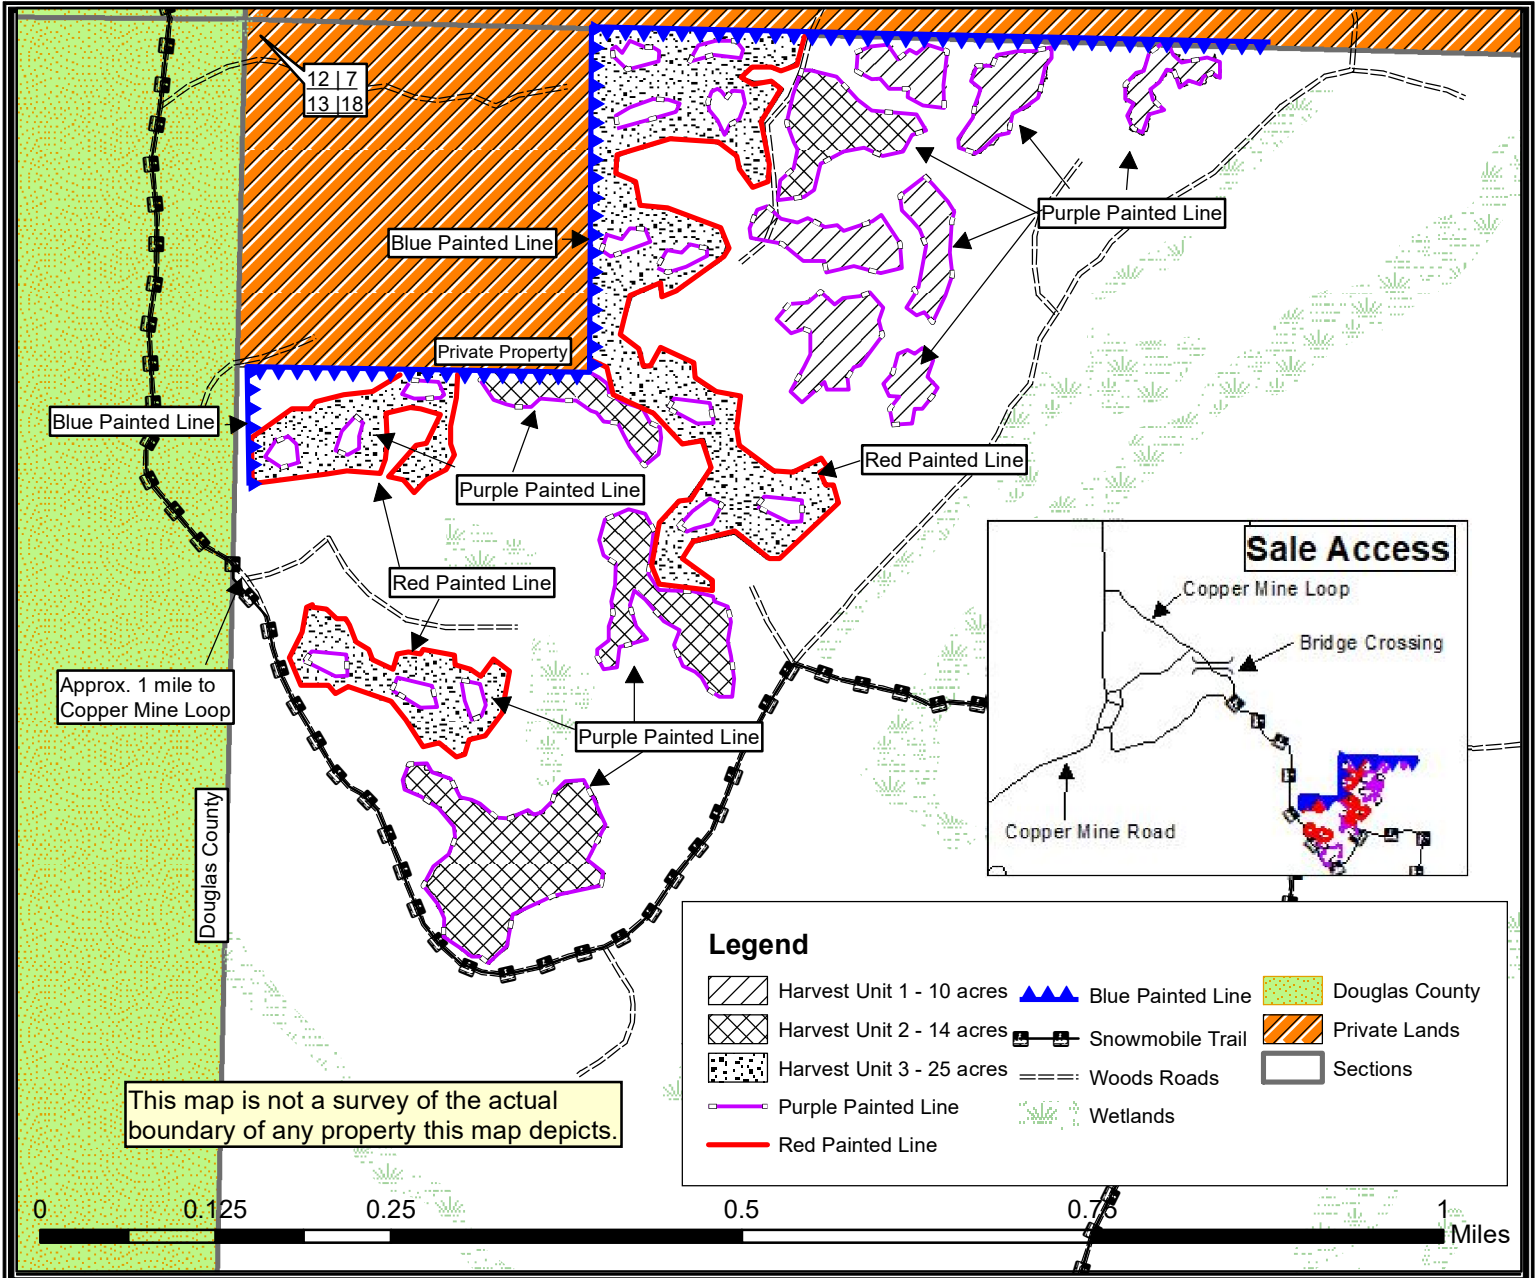 12 | 7
13 | 18
Blue Painted Line
Purple Painted Line
Private Property
Blue Painted Line
Red Painted Line
Purple Painted Line
Red Painted Line
Approx. 1 mile to
Copper Mine Loop
Purple Painted Line
Douglas County
Sale Access
Copper Mine Loop
Bridge Crossing
Copper Mine Road
Legend
Harvest Unit 1 - 10 acres
Harvest Unit 2 - 14 acres
Harvest Unit 3 - 25 acres
Purple Painted Line
Red Painted Line
Blue Painted Line
Snowmobile Trail
Woods Roads
Wetlands
Douglas County
Private Lands
Sections
This map is not a survey of the actual
boundary of any property this map depicts.
0 0.125 0.25 0.5 0.75 1
Miles